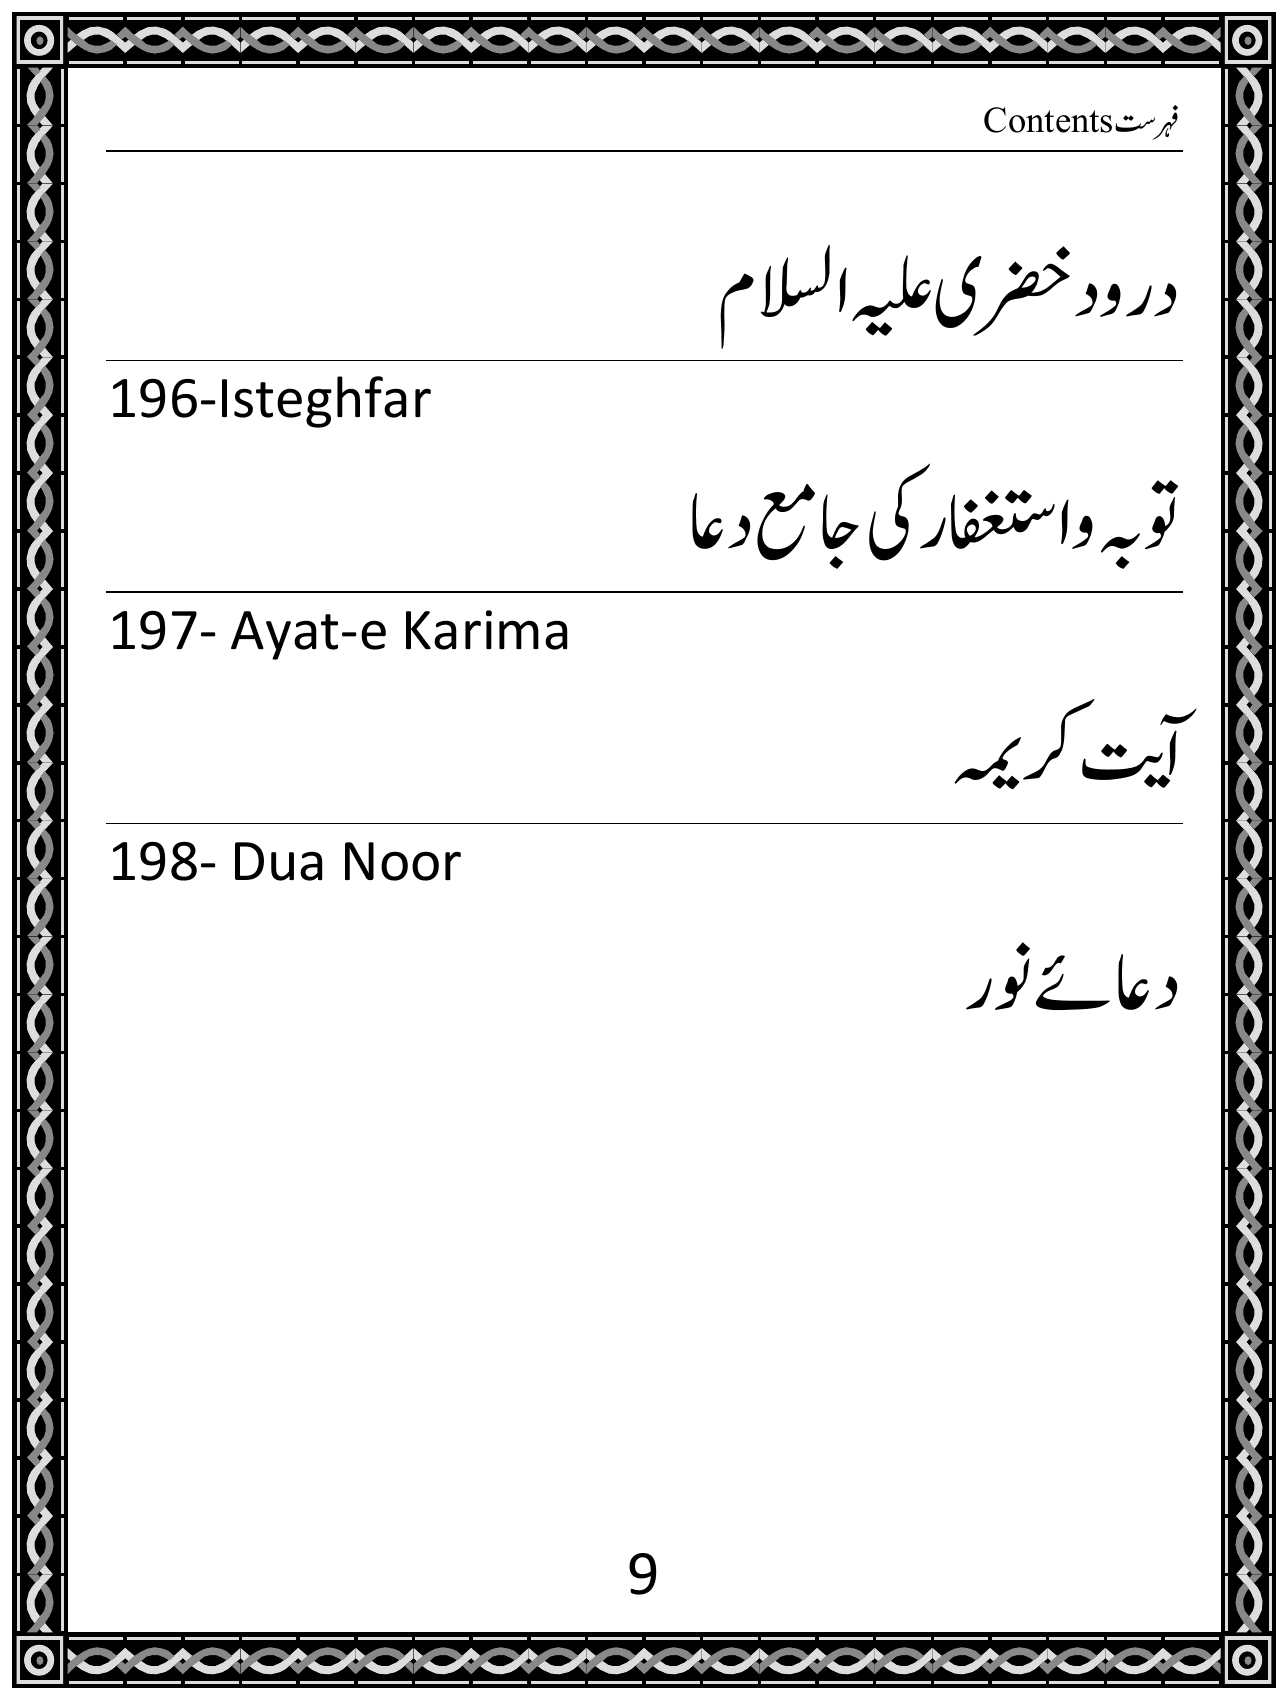 فہرست Contents
درود خضری علیہ السلام
196-Isteghfar
توبہ و استغفار کی جامع دعا
197- Ayat-e Karima
آیت کریمہ
198- Dua Noor
دعائے نور
9